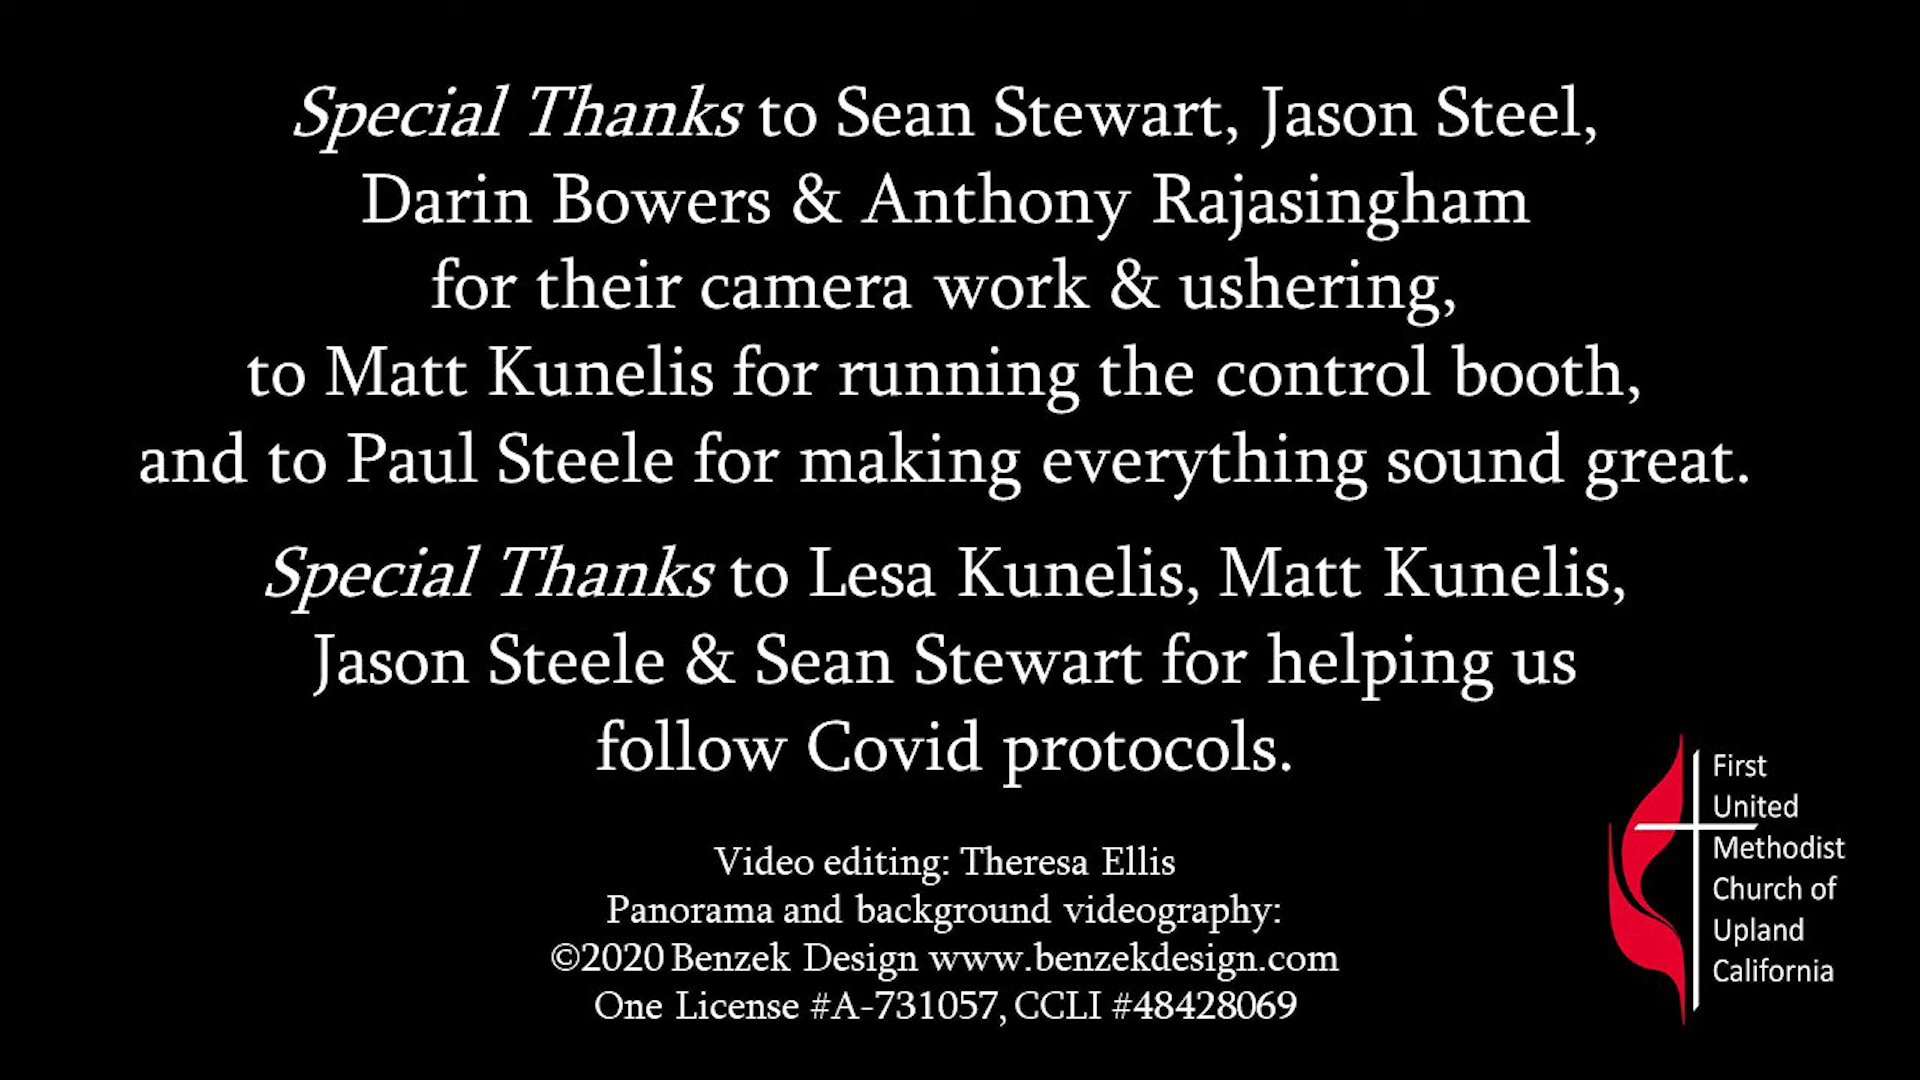 Special Thanks to Sean Stewart, Jason Steel,
Darin Bowers & Anthony Rajasingham
for their camera work & ushering,
to Matt Kunelis for running the control booth,
and to Paul Steele for making everything sound great.
Special Thanks to Lesa Kunelis, Matt Kunelis,
Jason Steele & Sean Stewart for helping us
follow Covid protocols.
Video editing: Theresa Ellis
Panorama and background videography:
©2020 Benzek Design www.benzekdesign.com
One License #A-731057, CCLI #48428069
First
United
Methodist
Church of
Upland
California